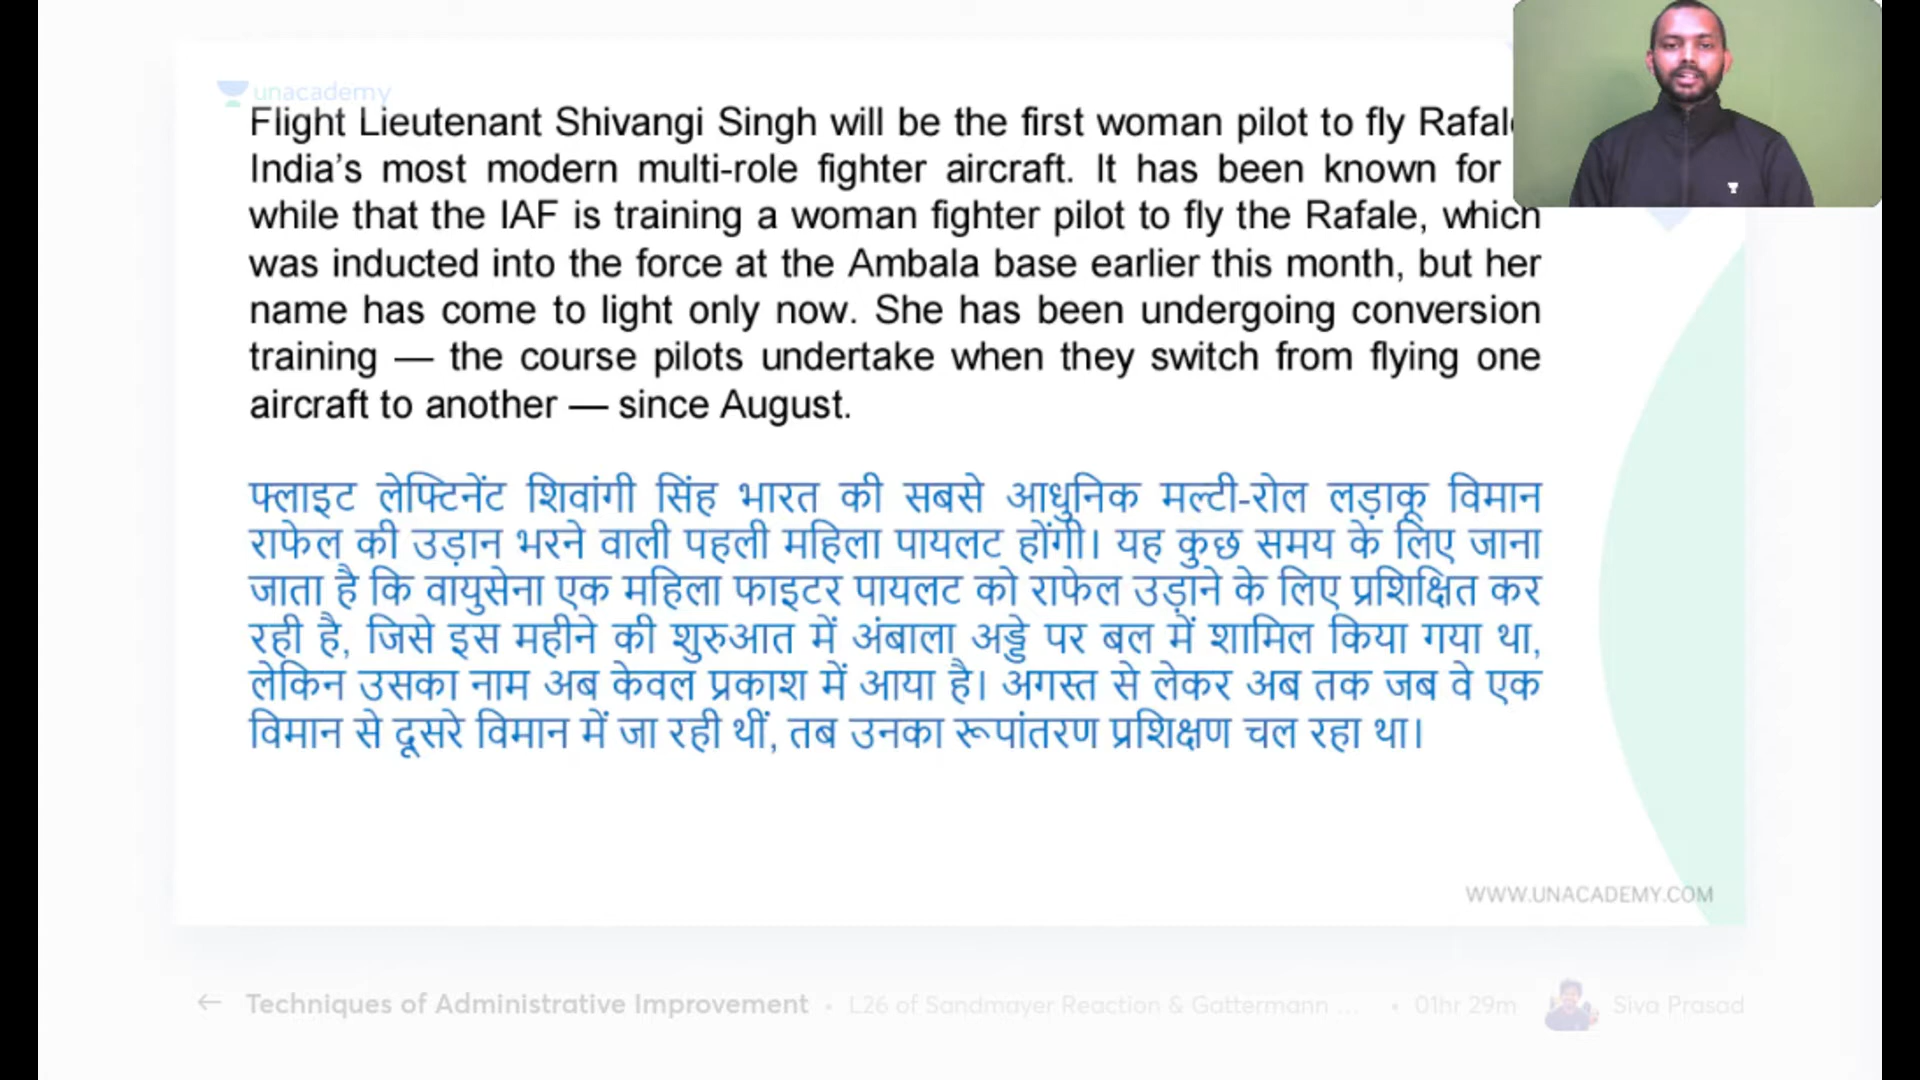 unacademy
Flight Lieutenant Shivangi Singh will be the first woman pilot to fly
India’s most modern multi-role fighter aircraft. It has been known for
while that the IAF is training a woman fighter pilot to fly the Rafale, which
was inducted into the force at the Ambala base earlier this month, but her
name has come to light only now. She has been undergoing conversion
training — the course pilots undertake when they switch from flying one
aircraft to another — since August.
फ्लाइट लेफ्टिनेंट शिवांगी सिंह भारत की सबसे आधुनिक मल्टी-रोल लड़ाकू विमान
राफेल की उड़ान भरने वाली पहली महिला पायलट होंगी। यह कुछ समय के लिए जाना
जाता है कि वायुसेना एक महिला फाइटर पायलट को राफेल उड़ाने के लिए प्रशिक्षित कर
रही है, जिसे इस महीने की शुरुआत में अंबाला अड्डे पर बल में शामिल किया गया था,
लेकिन उसका नाम अब केवल प्रकाश में आया है। अगस्त से लेकर अब तक जब वे एक
विमान से दूसरे विमान में जा रही थीं, तब उनका रूपांतरण प्रशिक्षण चल रहा था।
WWW.UNACADEMY.COM
Techniques of Administrative Improvement • L26 of Sandmayer Reaction & Gattermann ... • 01hr 29m Siva Prasad